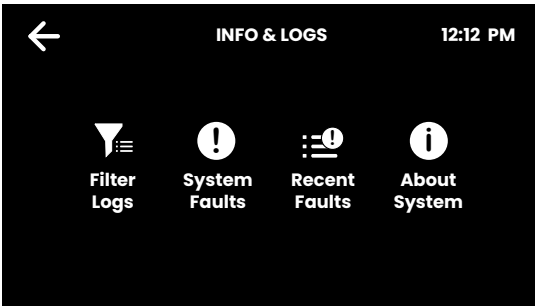 INFO & LOGS
12:12 PM
Filter
Logs
System
Faults
Recent
Faults
About
System